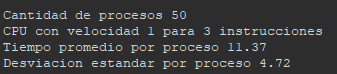 Cantidad de procesos 50
CPU con velocidad 1 para 3 instrucciones
Tiempo promedio por proceso 11.37
Desviacion estandar por proceso 4.72